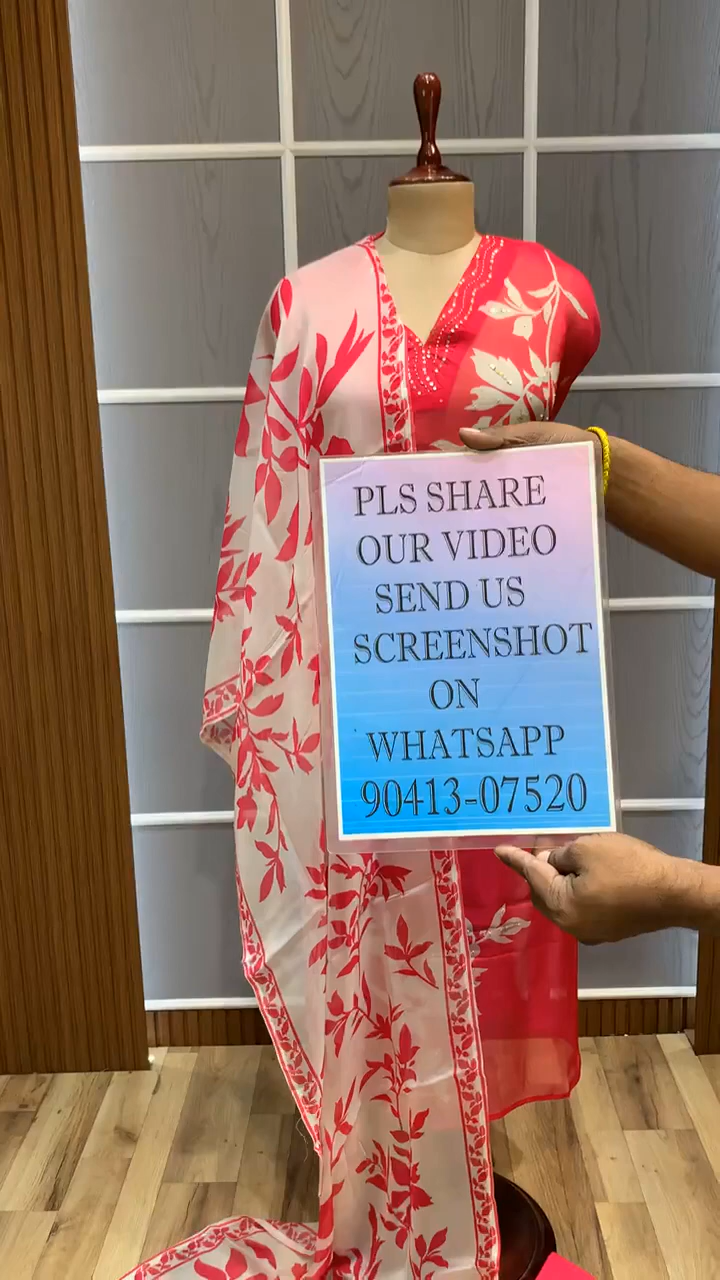 PLS SHARE
OUR VIDEO
SEND US
SCREENSHOT
ON
WHATSAPP
90413-07520